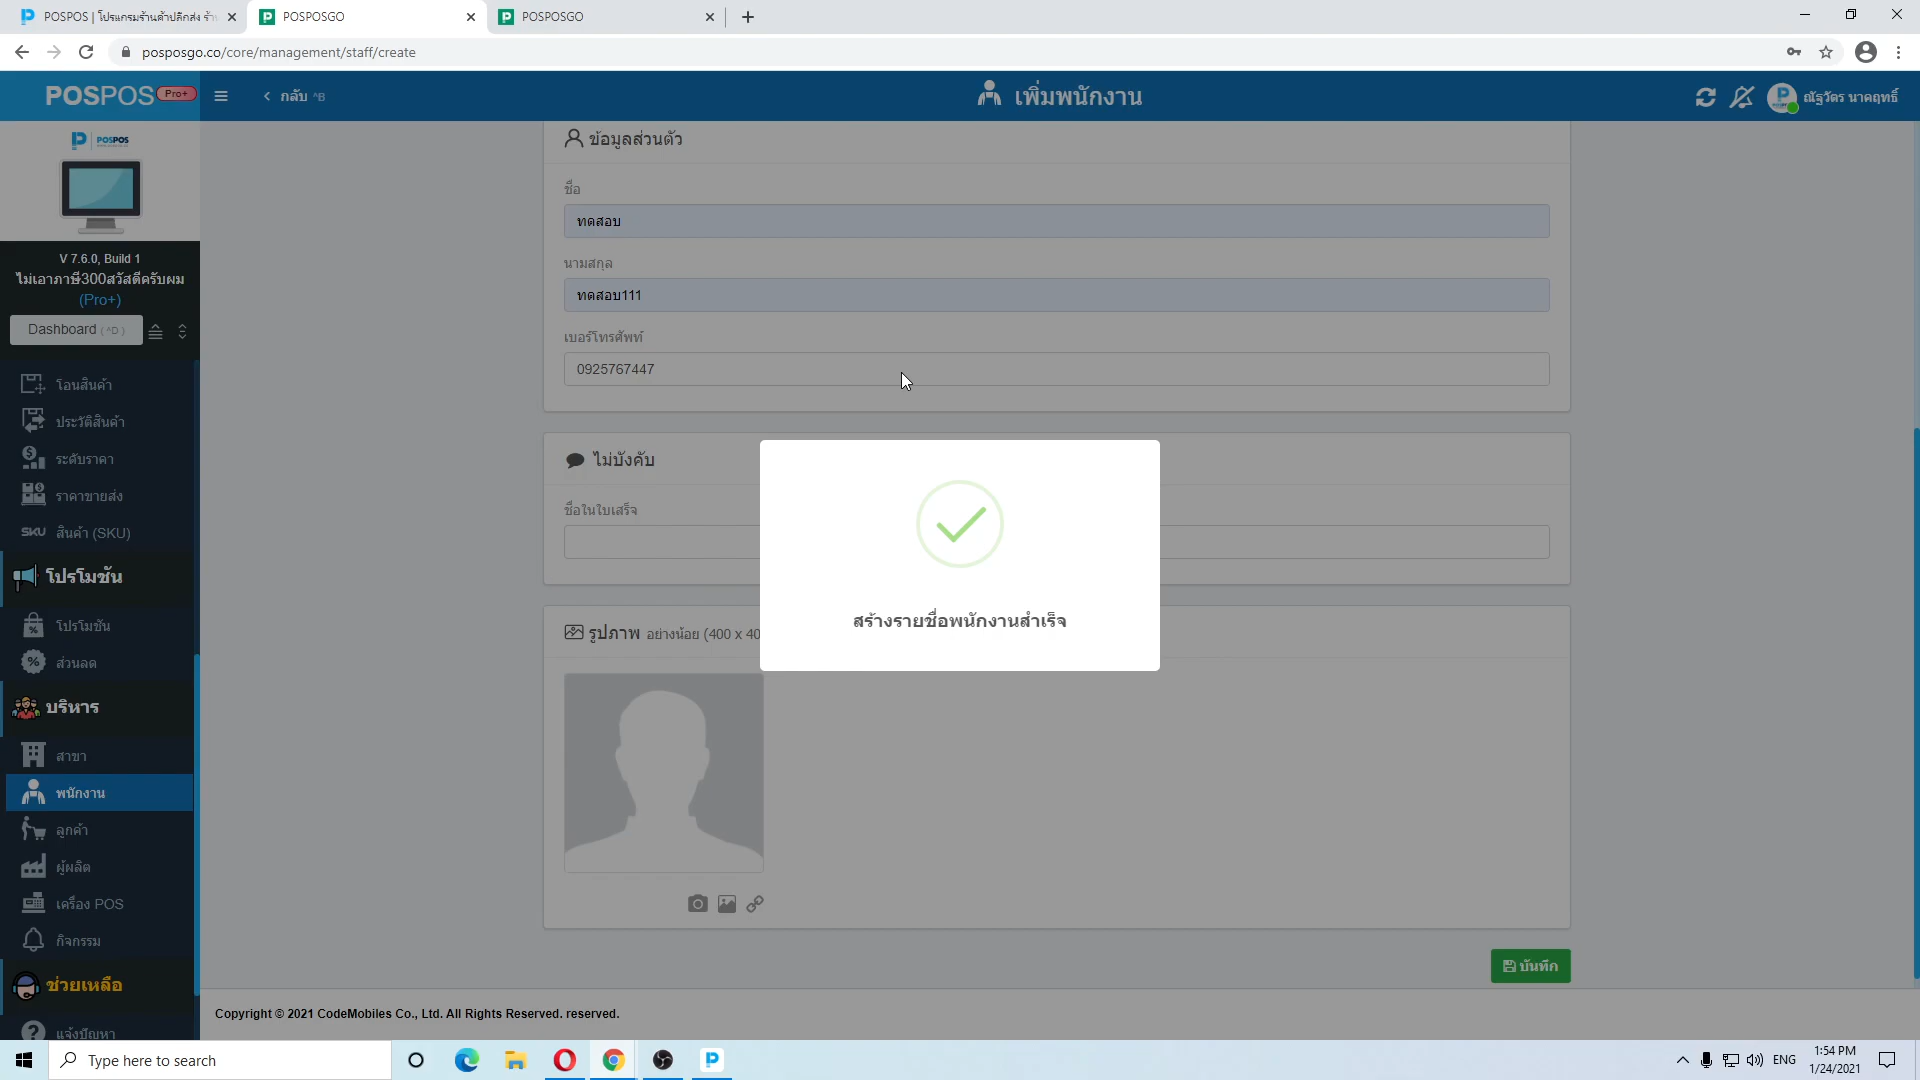 POSPOS | โปรแกรมร้านค้าปลีกส่ง ร้าน
POSPOSGO
POSPOSGO
posposgo.co/core/management/staff/create
POSPOS Pro+
กลับ ^B
เพิ่มพนักงาน
ณัฐวัตร นาคฤทธิ์
POSPOS
V 7.6.0, Build 1
ไม่เอาภาษี300สวัสดีครับผม
(Pro+)
Dashboard ( ^D )
โอนสินค้า
ประวัติสินค้า
ระดับราคา
ราคาขายส่ง
SKU สินค้า (SKU)
โปรโมชัน
โปรโมชัน
ส่วนลด
บริหาร
สาขา
พนักงาน
ลูกค้า
ผู้ผลิต
เครื่อง POS
กิจกรรม
ช่วยเหลือ
แจ้งปัญหา
ข้อมูลส่วนตัว
ชื่อ
ทดสอบ
นามสกุล
ทดสอบ111
เบอร์โทรศัพท์
0925767447
ไม่บังคับ
ชื่อในใบเสร็จ
สร้างรายชื่อพนักงานสำเร็จ
รูปภาพ อย่างน้อย (400 x 40
บันทึก
Copyright © 2021 CodeMobiles Co., Ltd. All Rights Reserved. reserved.
Type here to search
ENG
1:54 PM
1/24/2021